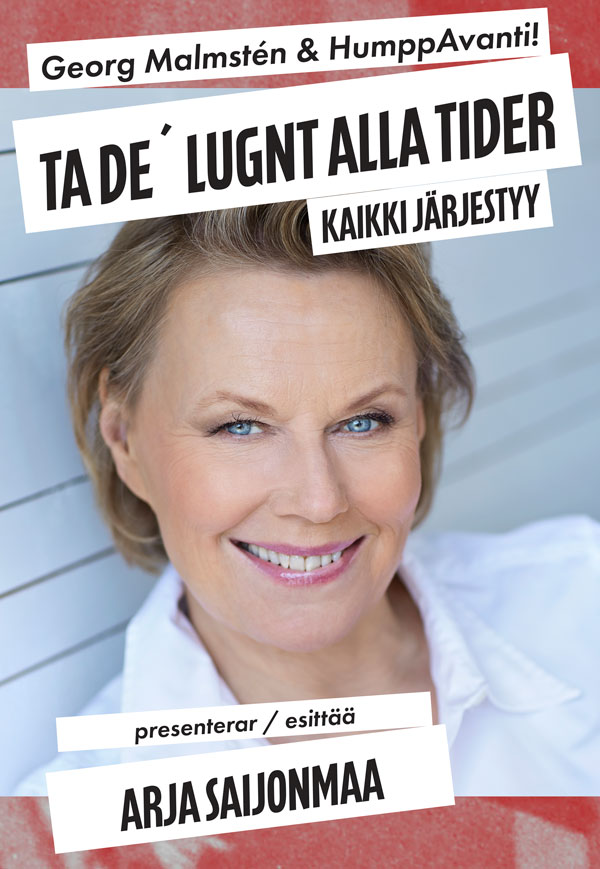 Georg Malmstén & HumppAvanti!
TA DE´ LUGNT ALLA TIDER
KAIKKI JÄRJESTYY
presenterar / esittää
ARJA SAIJONMAA